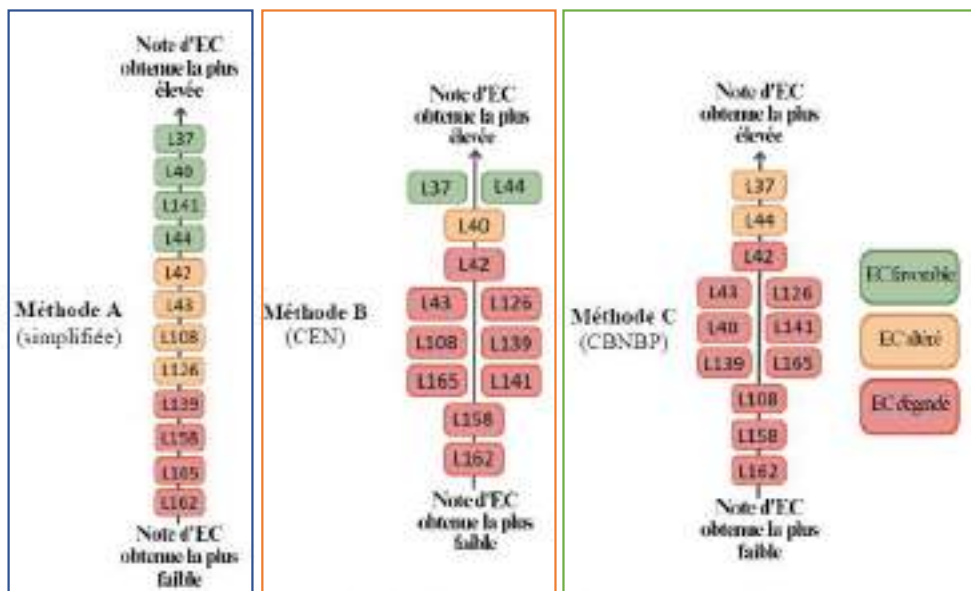 Note d'EC
obtenue la plus
élevée
L37
L40
L141
L44
L42
L43
L108
L126
L139
L158
L165
L162
Note d'EC
obtenue la plus
faible
Méthode A
(simplifiée)
Note d'EC
obtenue la plus
élevée
L37 L44
L40
L42
L43 L126
L108 L139
L165 L141
L158
L162
Note d'EC
obtenue la plus
faible
Méthode B
(CEN)
Note d'EC
obtenue la plus
élevée
L37
L44
L42
L43 L126
L40 L141
L139 L165
L108
L158
L162
Note d'EC
obtenue la plus
faible
Méthode C
(CBNBP)
EC favorable
EC altéré
EC dégradé